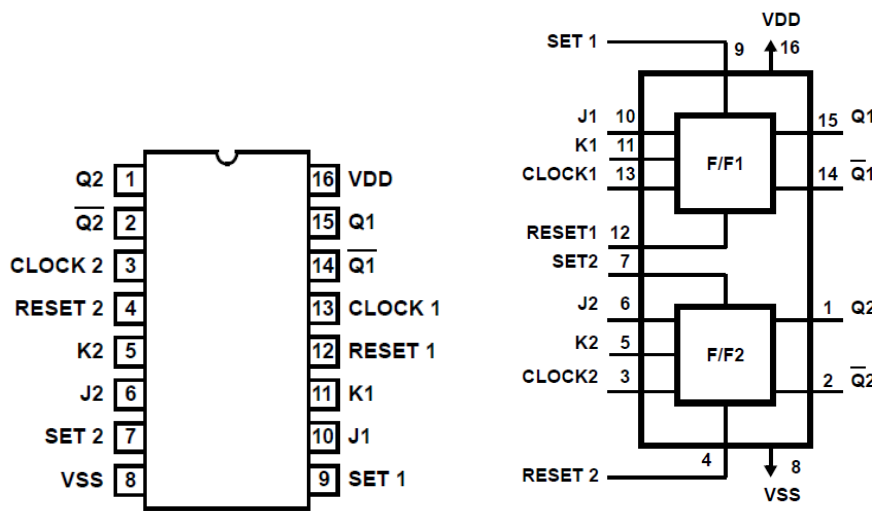 Q2 1 16 VDD
Q2 2 15 Q1
CLOCK 2 3 14 Q1
RESET 2 4 13 CLOCK 1
K2 5 12 RESET 1
J2 6 11 K1
SET 2 7 10 J1
VSS 8 9 SET 1
VDD
SET 1 9 16
J1 10 15 Q1
K1 11
F/F1
CLOCK1 13 14 Q1
RESET1 12
SET2 7
J2 6 1 Q2
K2 5
F/F2
CLOCK2 3 2 Q2
RESET 2 4 8
VSS